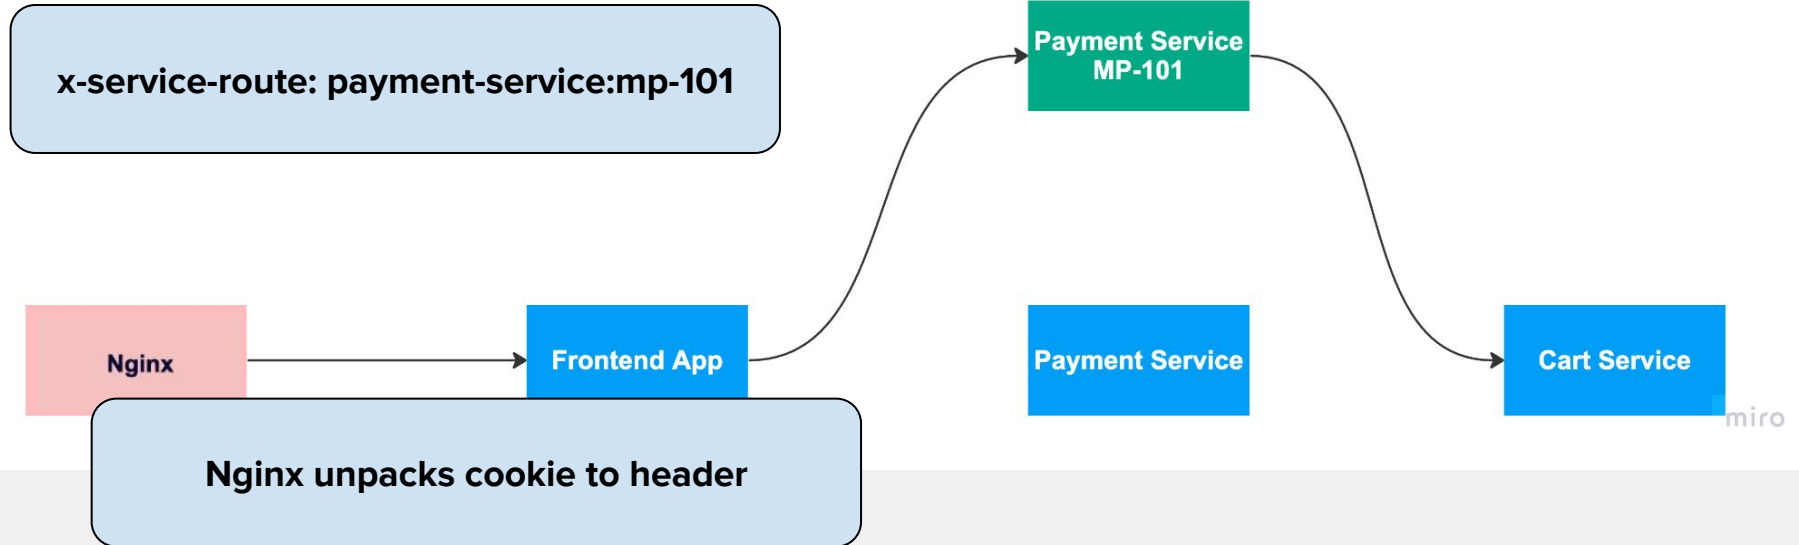 x-service-route: payment-service:mp-101
Payment Service
MP-101
Nginx
Frontend App
Payment Service
Cart Service
miro
Nginx unpacks cookie to header